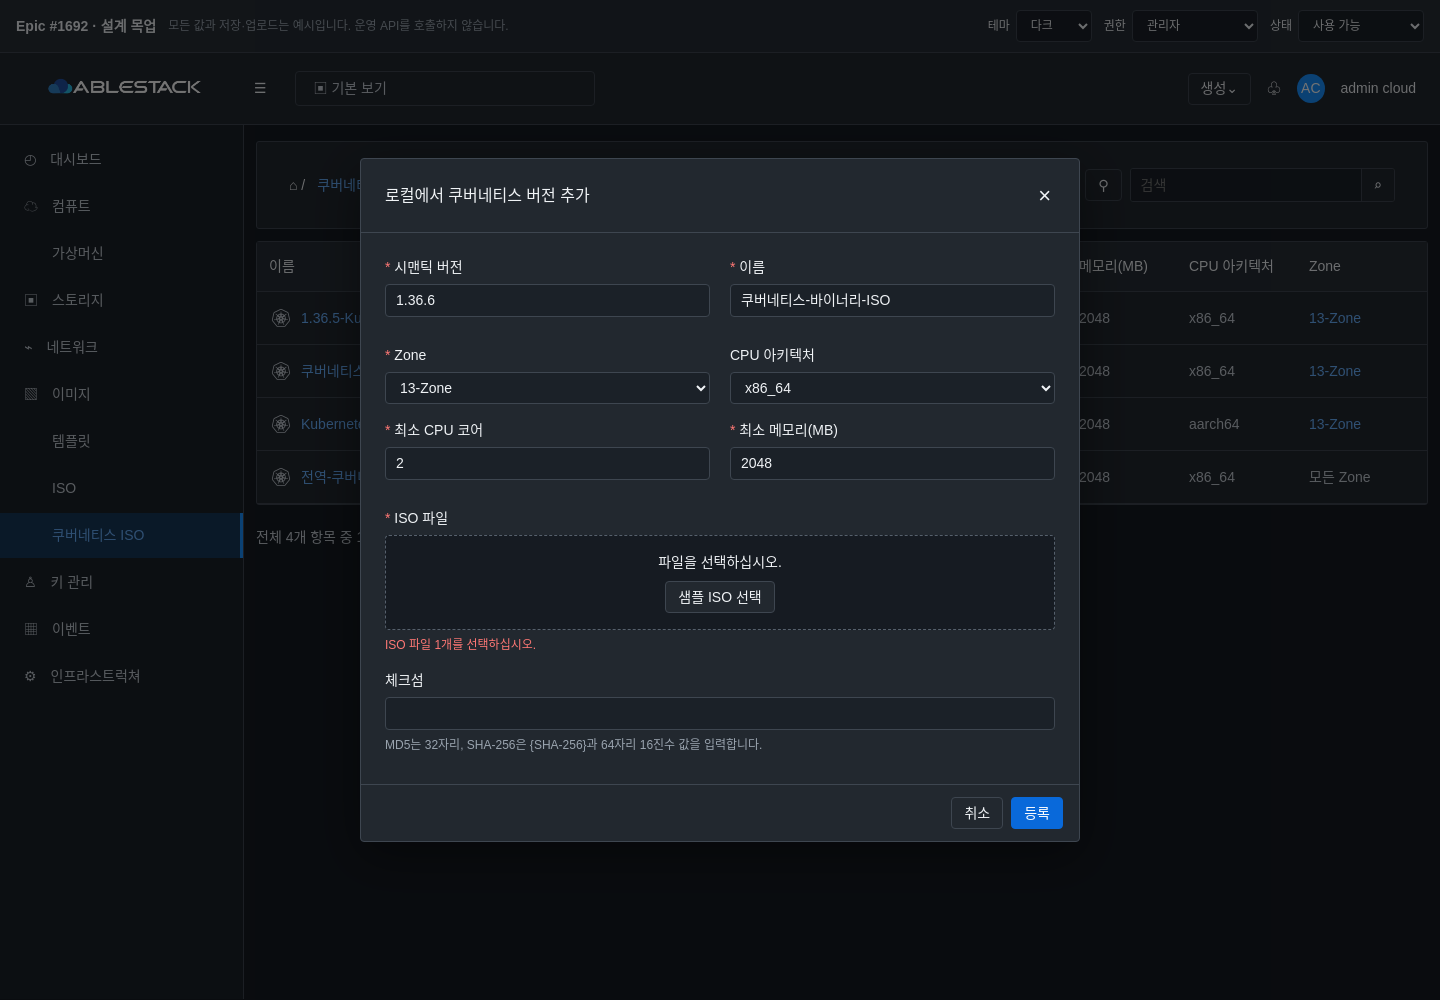 Epic #1692 · 설계 목업 모든 값과 저장·업로드는 예시입니다. 운영 API를 호출하지 않습니다. 테마 다크 권한 관리자 상태 사용 가능
ABLESTACK ☰ 기본 보기 생성 AC admin cloud
대시보드
컴퓨트
가상머신
스토리지
네트워크
이미지
템플릿
ISO
쿠버네티스 ISO
키 관리
이벤트
인프라스트럭쳐
/ 쿠버네티 검색
이름 메모리(MB) CPU 아키텍처 Zone
1.36.5-Ku 2048 x86_64 13-Zone
쿠버네티스 2048 x86_64 13-Zone
Kubernete 2048 aarch64 13-Zone
전역-쿠버네 2048 x86_64 모든 Zone
전체 4개 항목 중 1
로컬에서 쿠버네티스 버전 추가 ×
* 시맨틱 버전 * 이름
1.36.6 쿠버네티스-바이너리-ISO
* Zone CPU 아키텍처
13-Zone x86_64
* 최소 CPU 코어 * 최소 메모리(MB)
2 2048
* ISO 파일
파일을 선택하십시오.
샘플 ISO 선택
ISO 파일 1개를 선택하십시오.
체크섬
MD5는 32자리, SHA-256은 {SHA-256}과 64자리 16진수 값을 입력합니다.
취소 등록